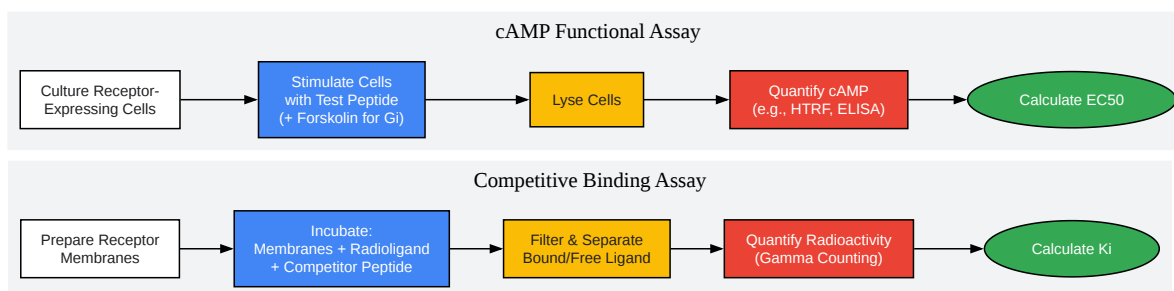 cAMP Functional Assay
Culture Receptor-
Expressing Cells
Stimulate Cells
with Test Peptide
(+ Forskolin for Gi)
Lyse Cells
Quantify cAMP
(e.g., HTRF, ELISA)
Calculate EC50
Competitive Binding Assay
Prepare Receptor
Membranes
Incubate:
Membranes + Radioligand
+ Competitor Peptide
Filter & Separate
Bound/Free Ligand
Quantify Radioactivity
(Gamma Counting)
Calculate Ki